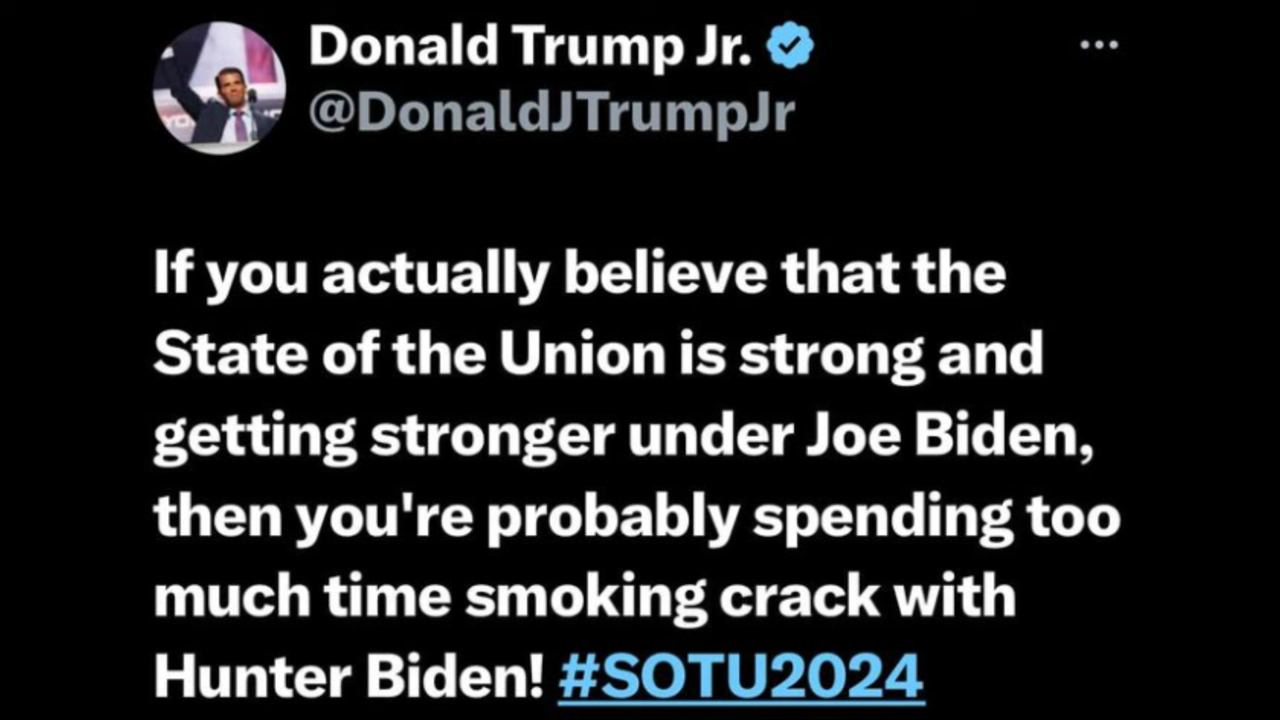 Donald Trump Jr.
@DonaldJTrumpJr
If you actually believe that the
State of the Union is strong and
getting stronger under Joe Biden,
then you're probably spending too
much time smoking crack with
Hunter Biden! #SOTU2024